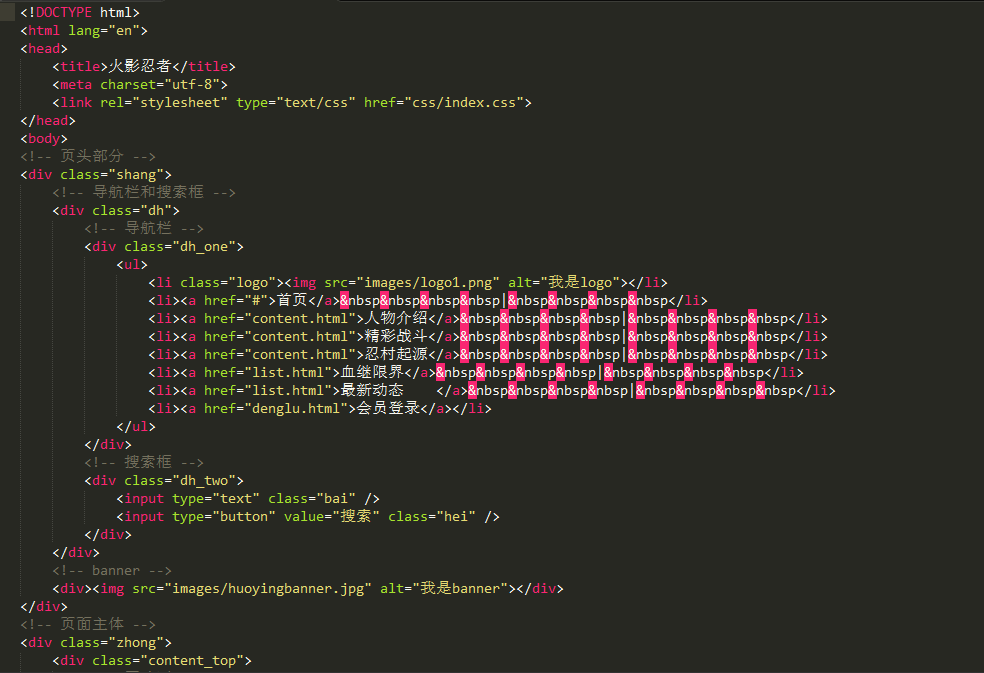 <!DOCTYPE html>
<html lang="en">
<head>
    <title>火影忍者</title>
    <meta charset="utf-8">
    <link rel="stylesheet" type="text/css" href="css/index.css">
</head>
<body>
<!-- 页头部分 -->
<div class="shang">
    <!-- 导航栏和搜索框 -->
    <div class="dh">
        <!-- 导航栏 -->
        <div class="dh_one">
            <ul>
                <li class="logo"><img src="images/logo1.png" alt="我是logo"></li>
                <li><a href="#">首页</a>&nbsp&nbsp&nbsp&nbsp|&nbsp&nbsp&nbsp&nbsp</li>
                <li><a href="content.html">人物介绍</a>&nbsp&nbsp&nbsp&nbsp|&nbsp&nbsp&nbsp&nbsp</li>
                <li><a href="content.html">精彩战斗</a>&nbsp&nbsp&nbsp&nbsp|&nbsp&nbsp&nbsp&nbsp</li>
                <li><a href="content.html">忍村起源</a>&nbsp&nbsp&nbsp&nbsp|&nbsp&nbsp&nbsp&nbsp</li>
                <li><a href="list.html">血继限界</a>&nbsp&nbsp&nbsp&nbsp|&nbsp&nbsp&nbsp&nbsp</li>
                <li><a href="list.html">最新动态    </a>&nbsp&nbsp&nbsp&nbsp|&nbsp&nbsp&nbsp&nbsp</li>
                <li><a href="denglu.html">会员登录</a></li>
            </ul>
        </div>
        <!-- 搜索框 -->
        <div class="dh_two">
            <input type="text" class="bai" />
            <input type="button" value="搜索" class="hei" />
        </div>
    </div>
    <!-- banner -->
    <div><img src="images/huoyingbanner.jpg" alt="我是banner"></div>
</div>
<!-- 页面主体 -->
<div class="zhong">
    <div class="content_top">